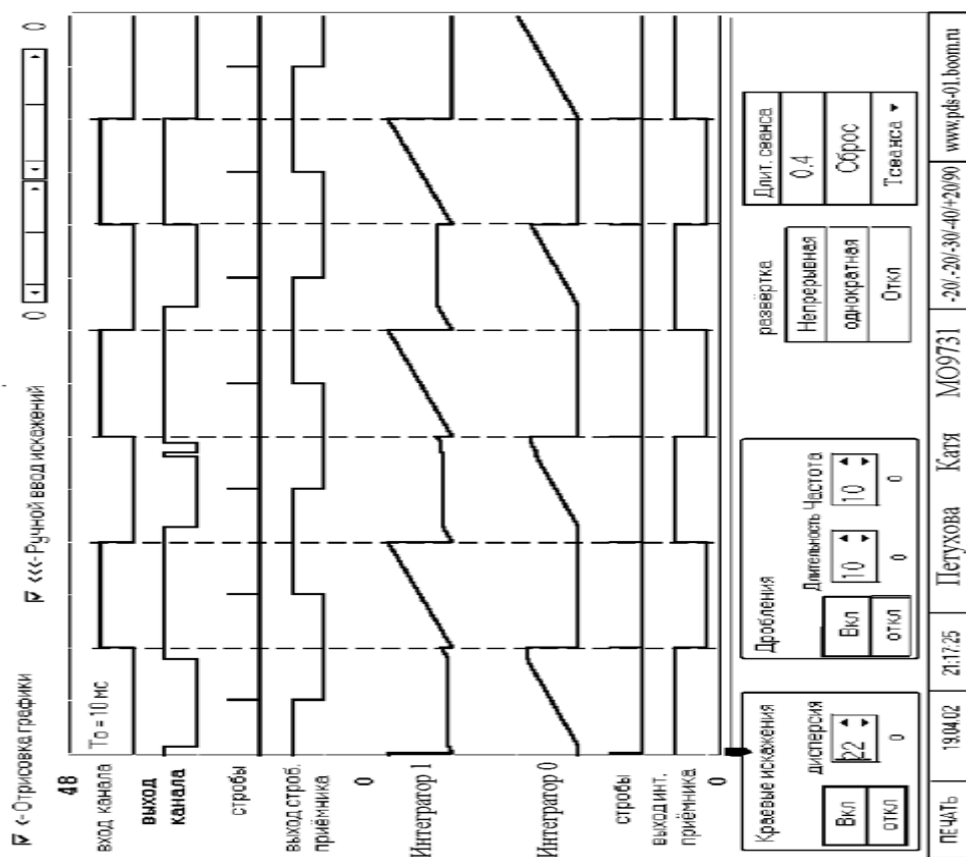 <- Отрисовка графики
<<<- Ручной ввод искажений
0
0
48
вход канала
To = 10 мс
выход
канала
стробы
выход строб.
приёмника
0
Интегратор 1
Интегратор 0
стробы
выход инт.
приёмника
0
Краевые искажения
Вкл
откл
дисперсия
22
0
Дробления
Вкл
откл
Длительность Частота
10
10
0
0
развёртка
Непрерывная
однократная
Откл
Длит. сеанса
0,4
Сброс
Тсеанса
ПЕЧАТЬ
19.04.02
21:17:25
Петухова Катя МО9731
-20/.-20/-30/-40/+20/90
www.pds-01.boom.ru